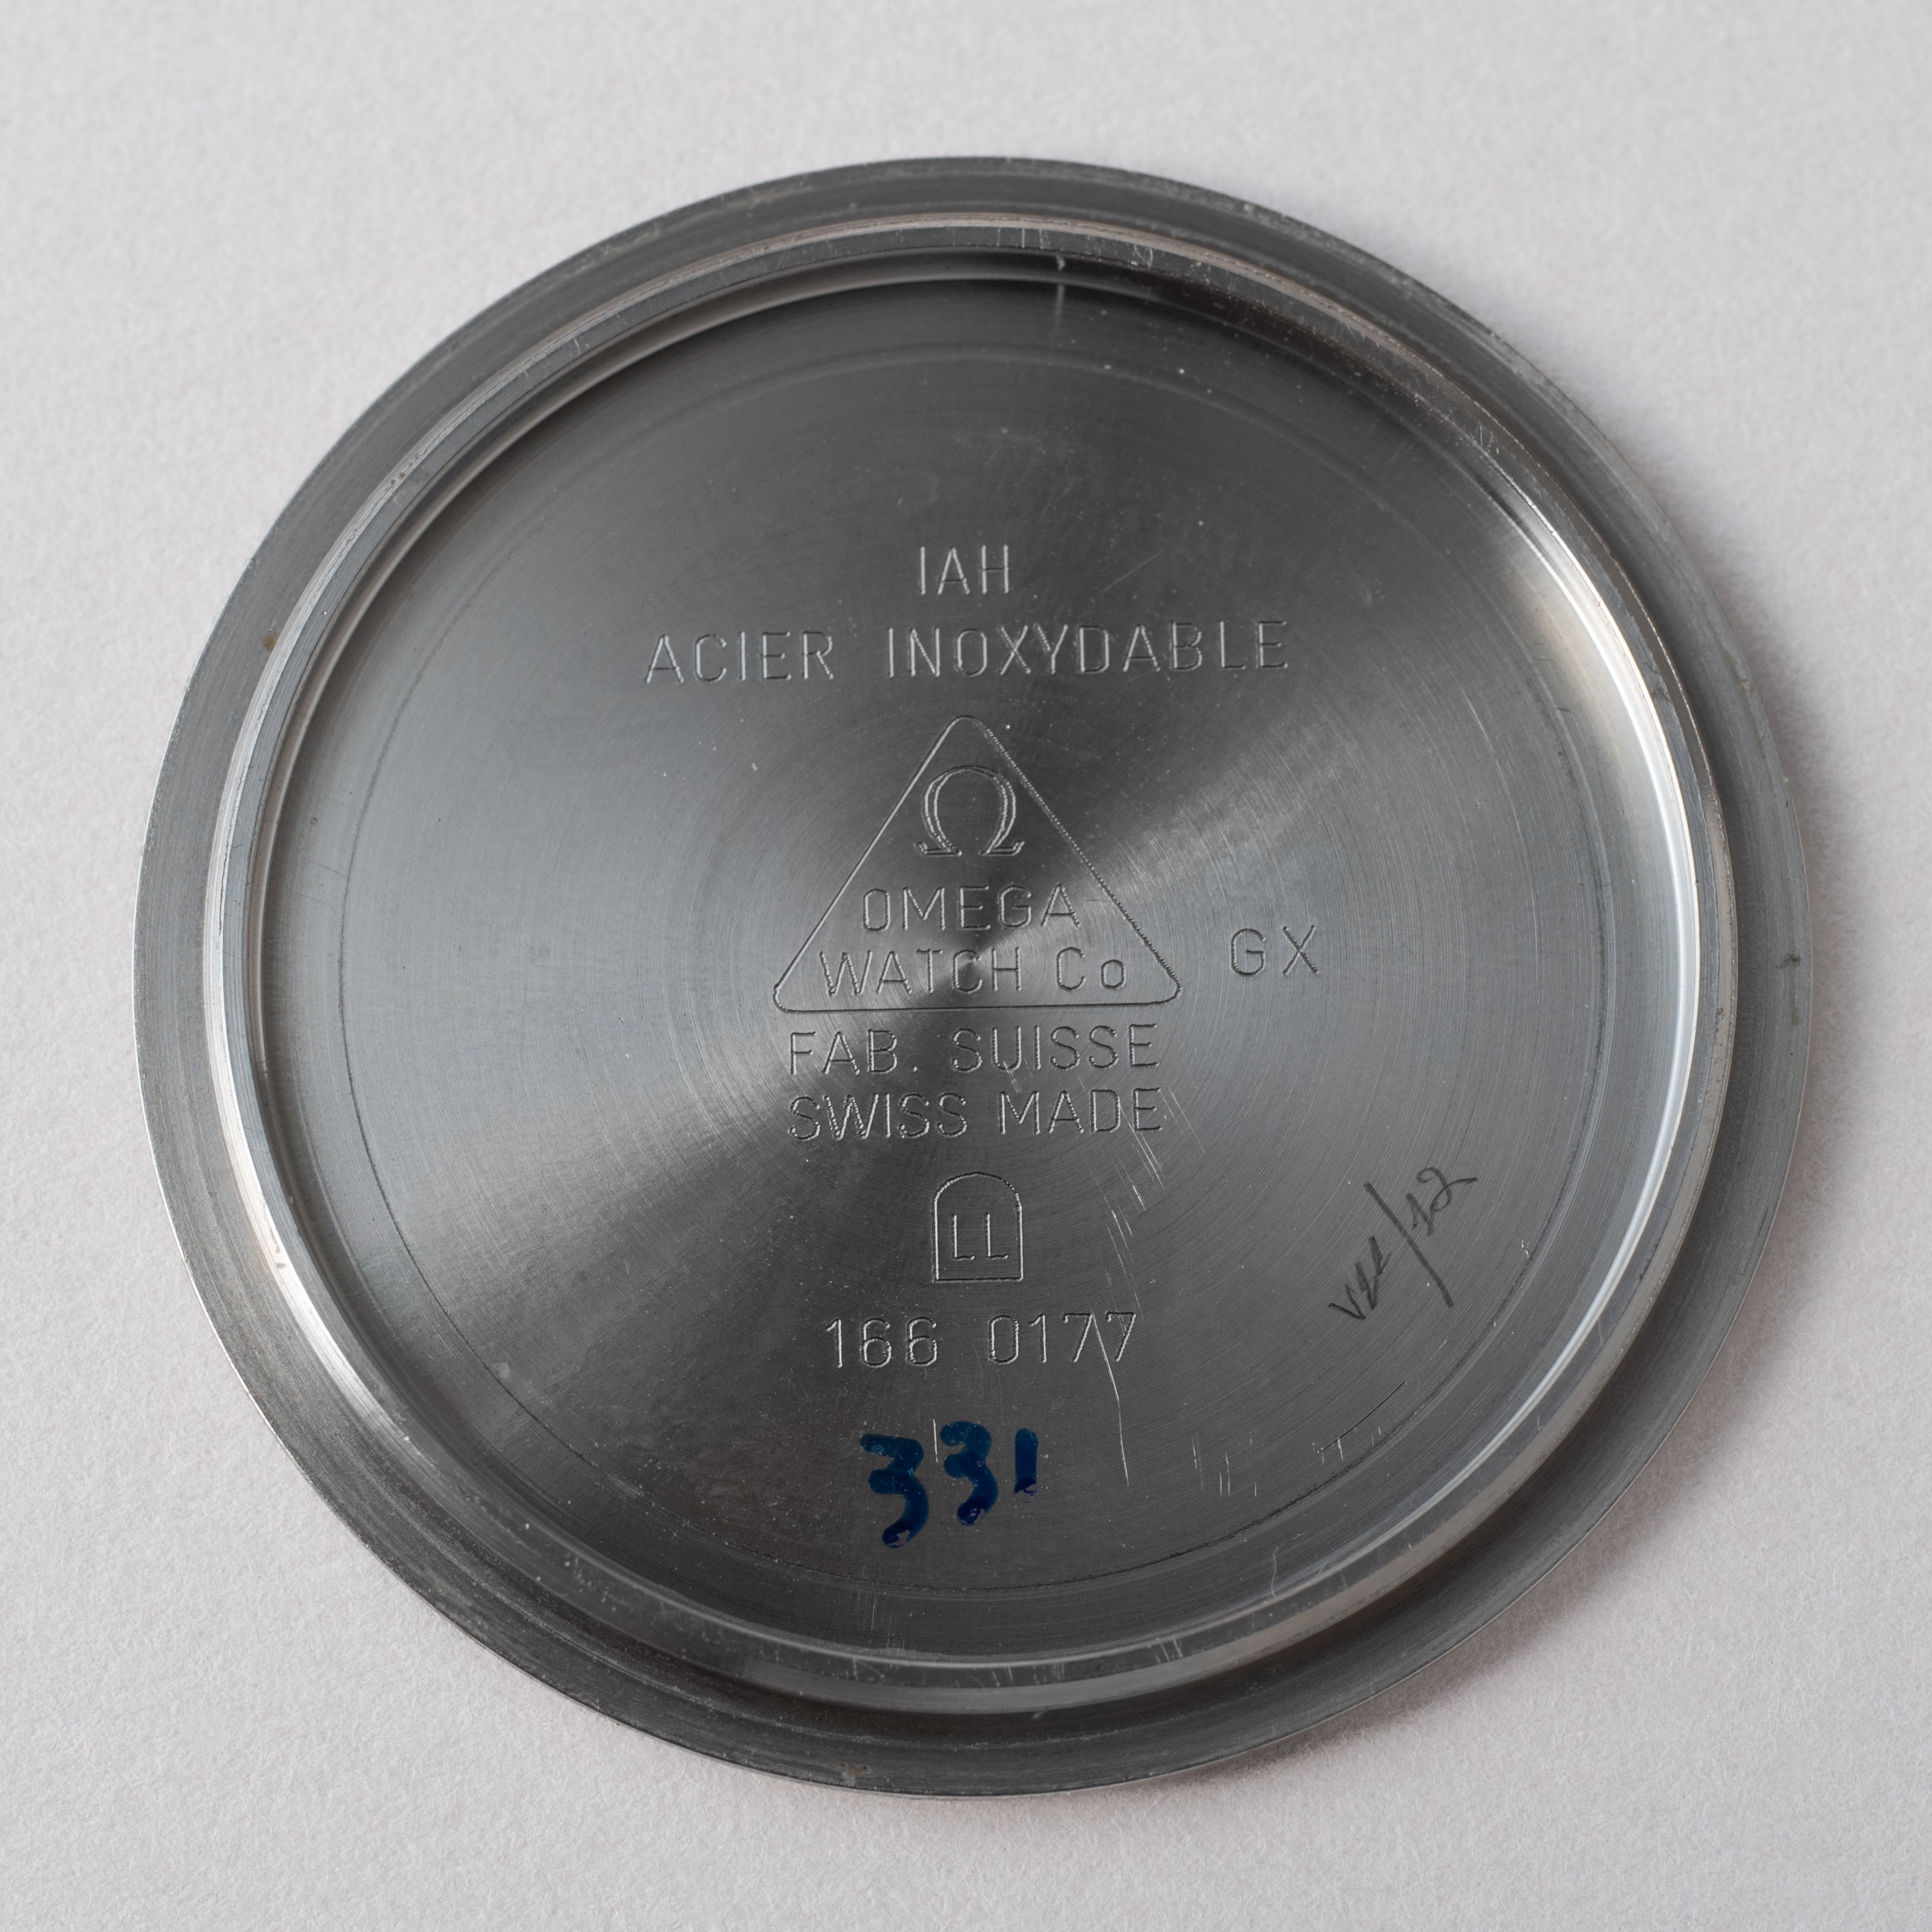 IAH
ACIER INOXYDABLE
Ω
OMEGA
WATCH Co
GX
FAB. SUISSE
SWISS MADE
LL
166 0177
331